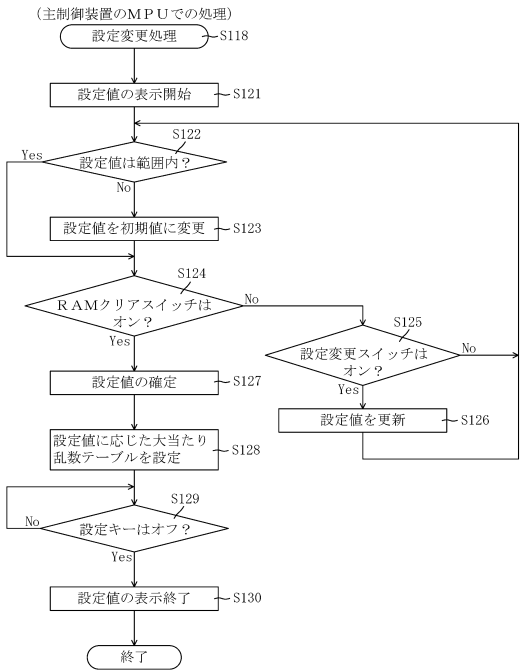 (主制御装置のMPUでの処理)
設定変更処理
S118
設定値の表示開始
S121
S122
Yes
設定値は範囲内？
No
設定値を初期値に変更
S123
S124
RAMクリアスイッチは
オン？
No
Yes
S125
設定変更スイッチは
オン？
No
Yes
設定値の確定
S127
設定値を更新
S126
設定値に応じた大当たり
乱数テーブルを設定
S128
S129
設定キーはオフ？
No
Yes
設定値の表示終了
S130
終了